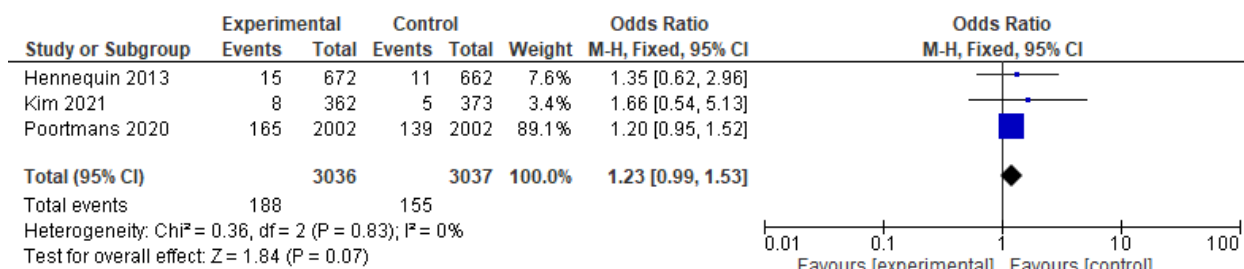 Experimental Control Odds Ratio Odds Ratio
Study or Subgroup Events Total Events Total Weight M-H, Fixed, 95% CI M-H, Fixed, 95% CI
Hennequin 2013 15 672 11 662 7.6% 1.35 [0.62, 2.96]
Kim 2021 8 362 5 373 3.4% 1.66 [0.54, 5.13]
Poortmans 2020 165 2002 139 2002 89.1% 1.20 [0.95, 1.52]
Total (95% CI) 3036 3037 100.0% 1.23 [0.99, 1.53]
Total events 188 155
Heterogeneity: Chi² = 0.36, df = 2 (P = 0.83); I² = 0%
Test for overall effect: Z = 1.84 (P = 0.07)
0.01 0.1 1 10 100
Favours [experimental] Favours [control]